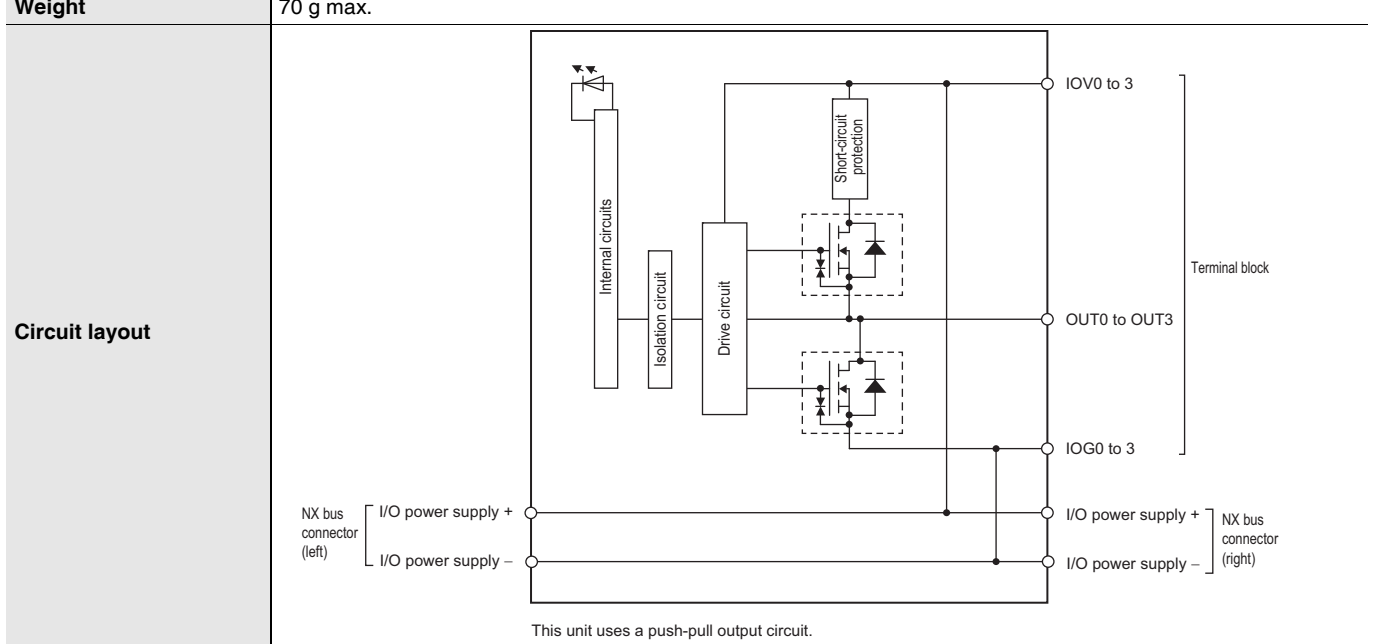 Weight
70 g max.
Circuit layout
IOV0 to 3
Short-circuit
protection
Internal circuits
Isolation circuit
Drive circuit
Terminal block
OUT0 to OUT3
IOG0 to 3
NX bus
connector
(left)
I/O power supply +
I/O power supply –
I/O power supply +
I/O power supply –
NX bus
connector
(right)
This unit uses a push-pull output circuit.